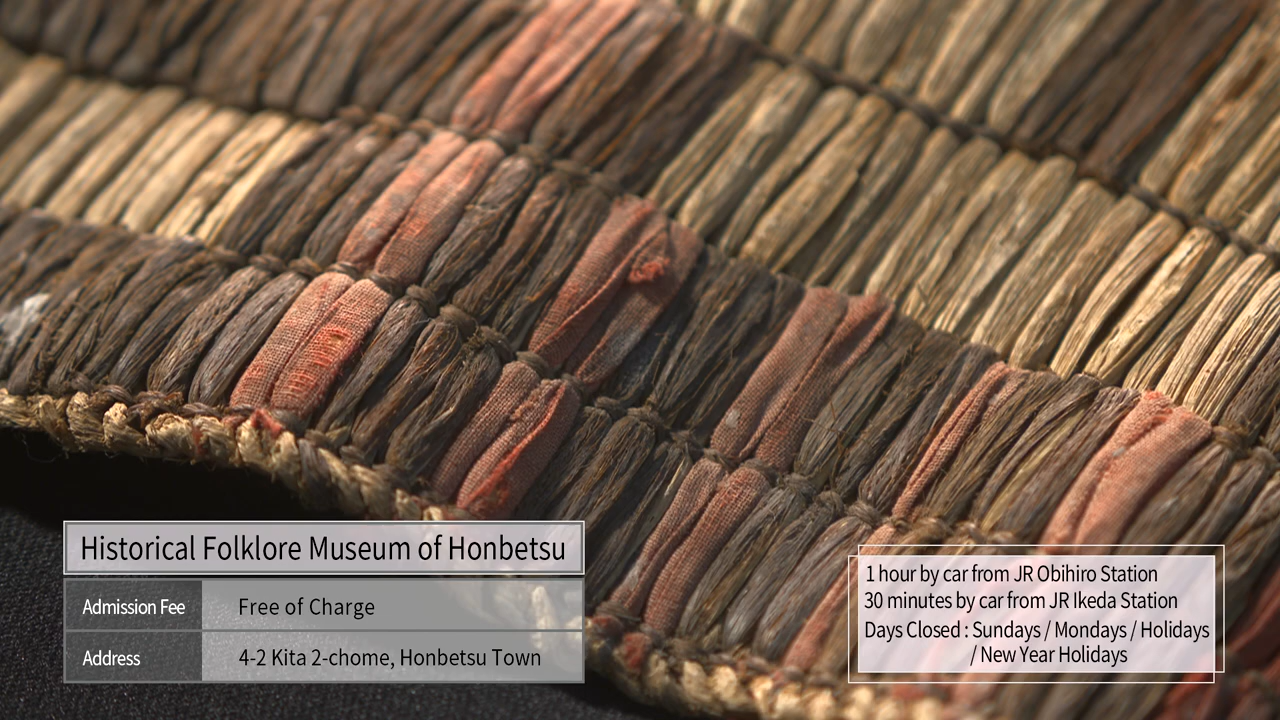 Historical Folklore Museum of Honbetsu
Admission Fee Free of Charge
Address 4-2 Kita 2-chome, Honbetsu Town
1 hour by car from JR Obihiro Station
30 minutes by car from JR Ikeda Station
Days Closed : Sundays / Mondays / Holidays
/ New Year Holidays